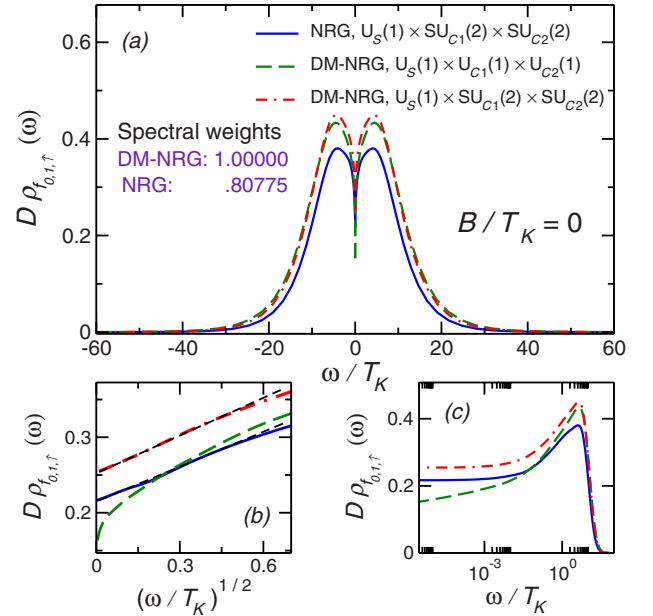 (a)
NRG, U_S(1) × SU_C1(2) × SU_C2(2)
DM-NRG, U_S(1) × U_C1(1) × U_C2(1)
DM-NRG, U_S(1) × SU_C1(2) × SU_C2(2)
Spectral weights
DM-NRG: 1.00000
NRG: .80775
B / T_K = 0
D ρ_f0,1,↑ (ω)
0.6
0.4
0.2
0
-60 -40 -20 0 20 40 60
ω / T_K
(b)
D ρ_f0,1,↑ (ω)
0.4
0.3
0.2
0 0.3 0.6
(ω / T_K)^1/2
(c)
D ρ_f0,1,↑ (ω)
0.4
0.2
0
10^-3 10^0
ω / T_K